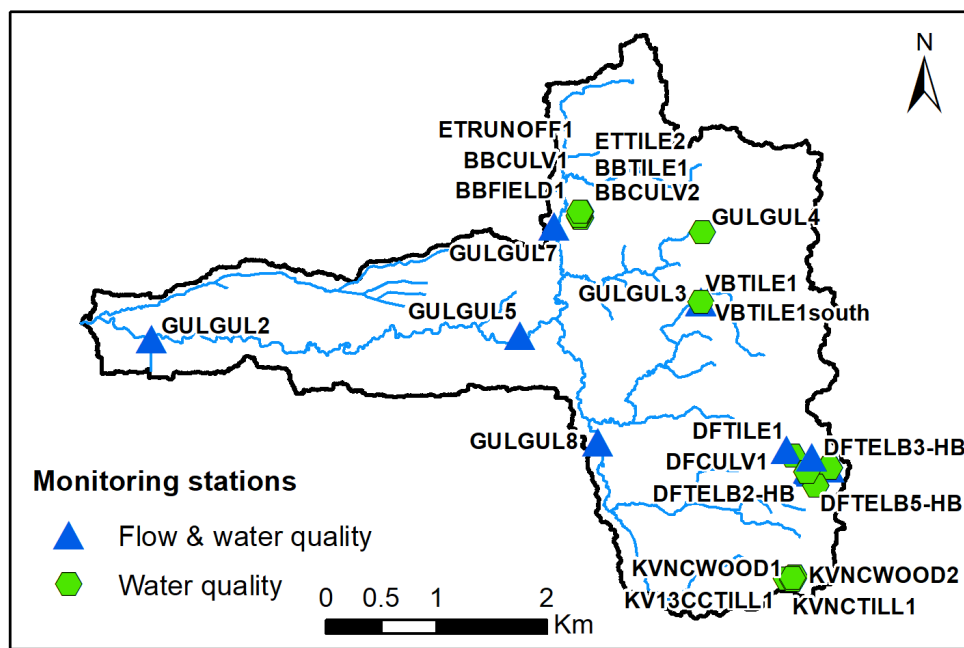 N
ETRUNOFF1
ETTILE2
BBCULV1
BBTILE1
BBFIELD1
BBCULV2
GULGUL4
GULGUL7
VBTILE1
GULGUL3
GULGUL5
VBTILE1south
GULGUL2
DFTILE1
GULGUL8
DFTELB3-HB
DFCULV1
Monitoring stations
DFTELB2-HB
DFTELB5-HB
Flow & water quality
KVNCWOOD1
KVNCWOOD2
Water quality
KV13CCTILL1
KVNCTILL1
0 0.5 1 2
Km